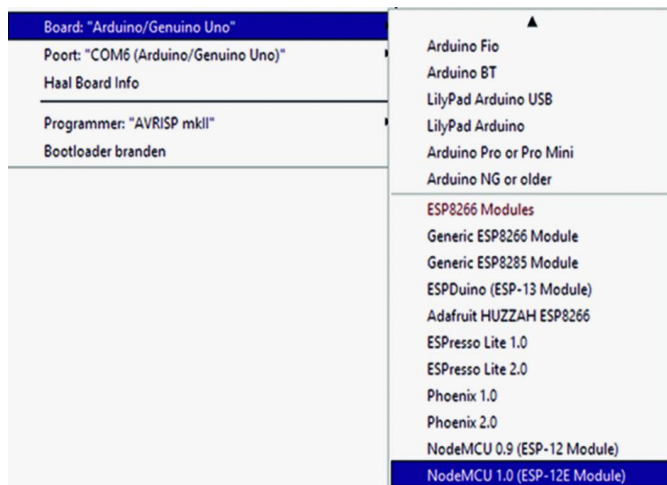 Board: "Arduino/Genuino Uno"
Poort: "COM6 (Arduino/Genuino Uno)"
Haal Board Info
Programmer: "AVRISP mkII"
Bootloader branden
Arduino Fio
Arduino BT
LilyPad Arduino USB
LilyPad Arduino
Arduino Pro or Pro Mini
Arduino NG or older
ESP8266 Modules
Generic ESP8266 Module
Generic ESP8285 Module
ESPDuino (ESP-13 Module)
Adafruit HUZZAH ESP8266
ESPresso Lite 1.0
ESPresso Lite 2.0
Phoenix 1.0
Phoenix 2.0
NodeMCU 0.9 (ESP-12 Module)
NodeMCU 1.0 (ESP-12E Module)